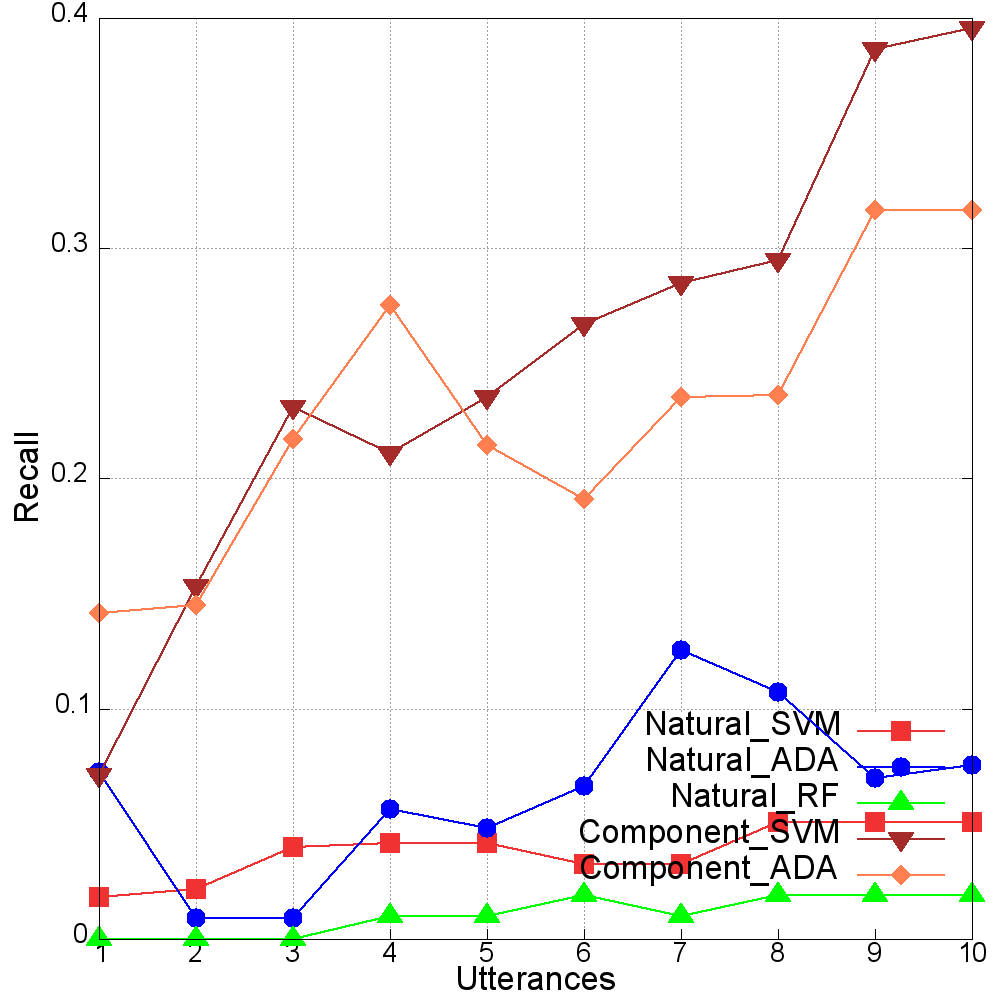 0.4
0.3
0.2
0.1
0
Recall
Natural_SVM
Natural_ADA
Natural_RF
Component_SVM
Component_ADA
1 2 3 4 5 6 7 8 9 10
Utterances